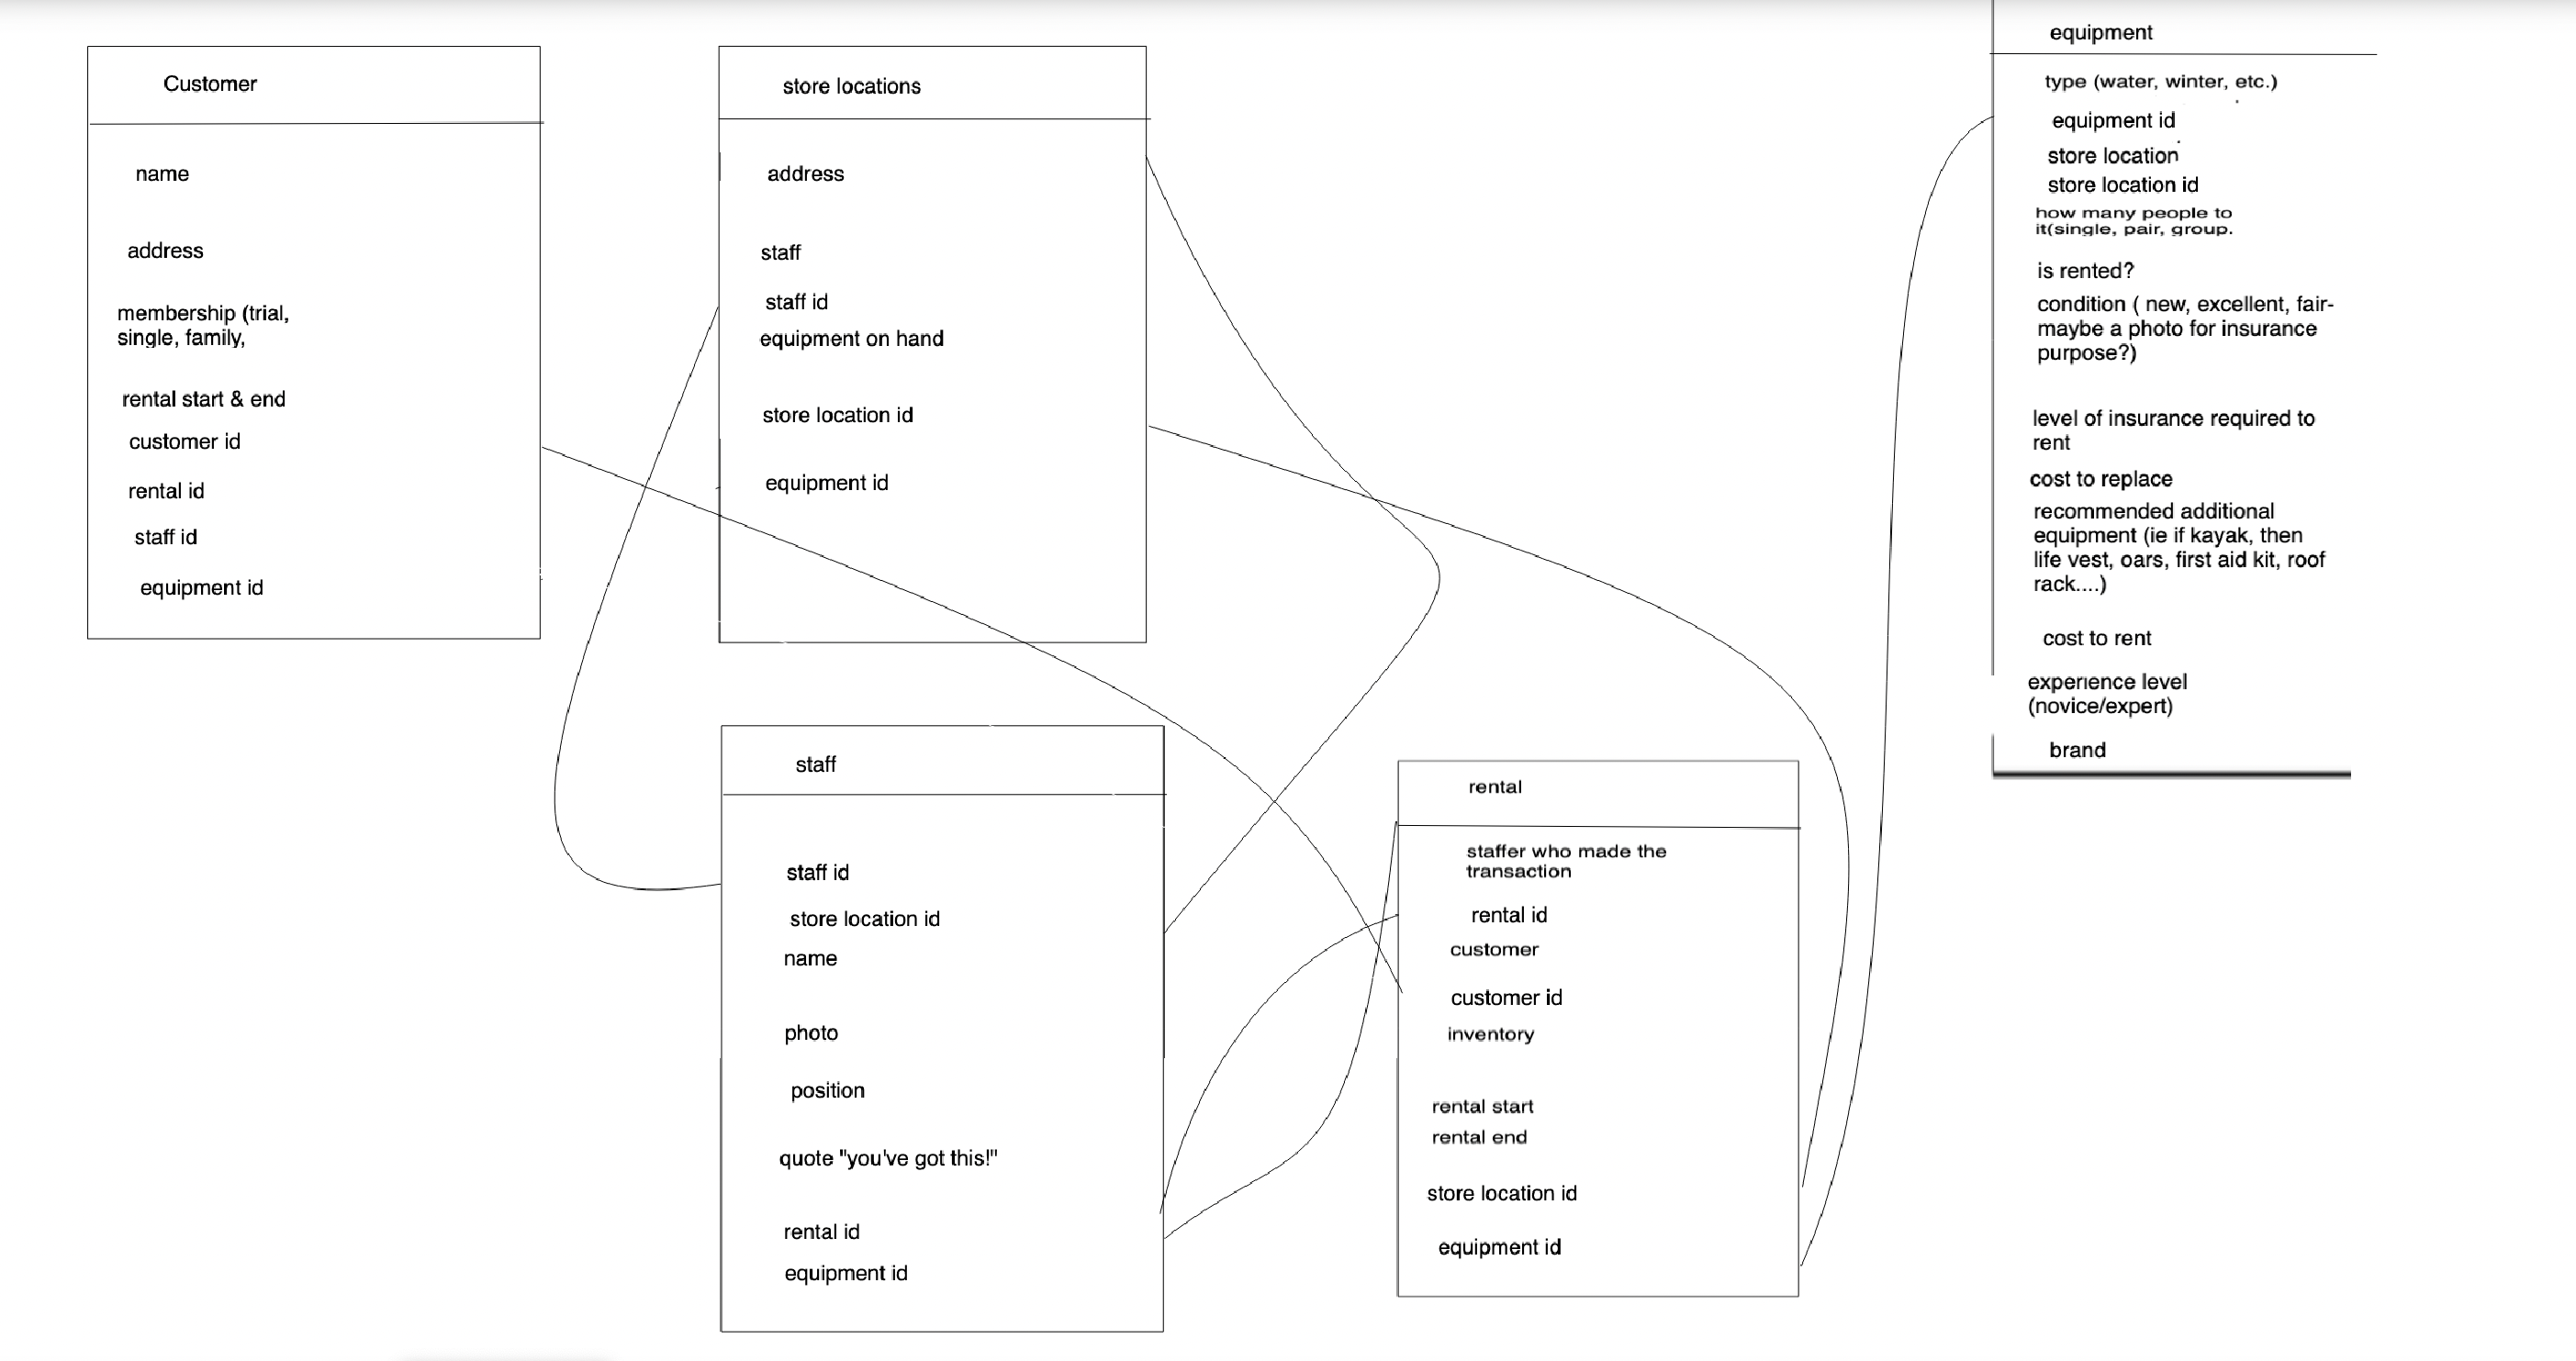 Customer
name
address
membership (trial,
single, family,
rental start & end
customer id
rental id
staff id
equipment id
store locations
address
staff
staff id
equipment on hand
store location id
equipment id
equipment
type (water, winter, etc.)
equipment id
store location
store location id
how many people to
it(single, pair, group.
is rented?
condition ( new, excellent, fair-
maybe a photo for insurance
purpose?)
level of insurance required to
rent
cost to replace
recommended additional
equipment (ie if kayak, then
life vest, oars, first aid kit, roof
rack....)
cost to rent
experience level
(novice/expert)
brand
staff
staff id
store location id
name
photo
position
quote "you've got this!"
rental id
equipment id
rental
staffer who made the
transaction
rental id
customer
customer id
inventory
rental start
rental end
store location id
equipment id